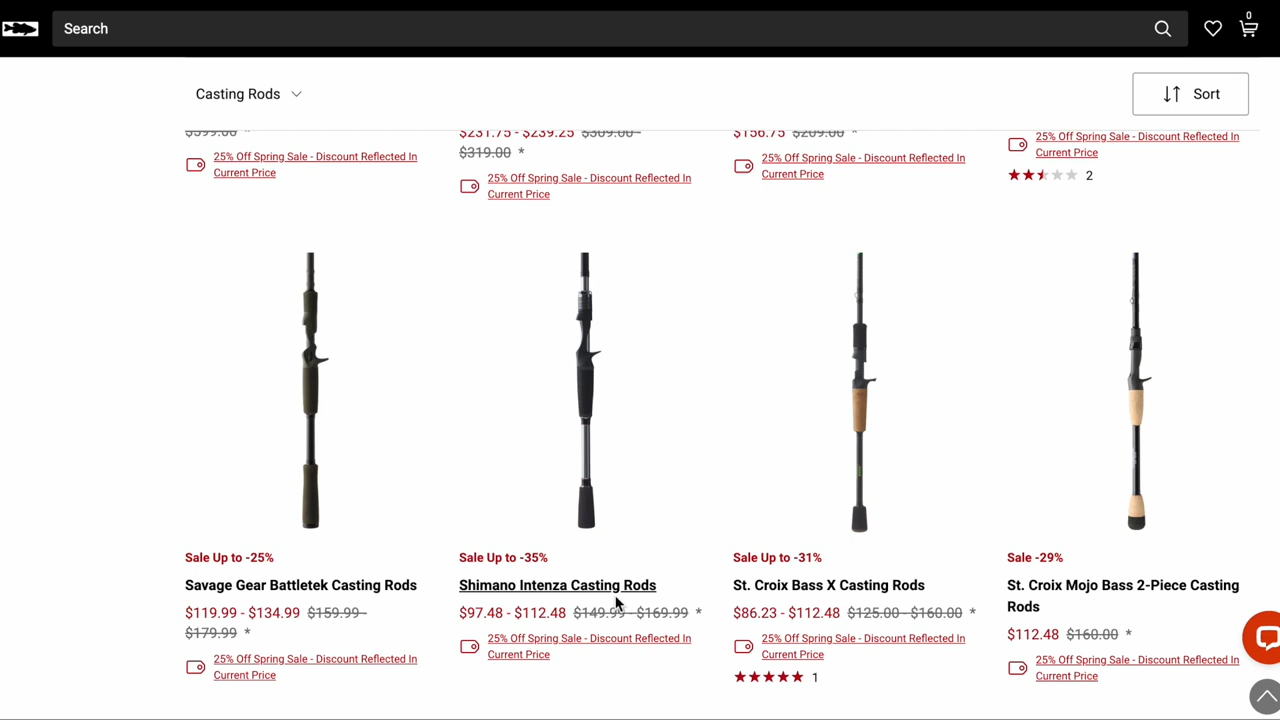 0
Search
Casting Rods
Sort
$399.00 *
25% Off Spring Sale - Discount Reflected In
Current Price
$231.75 - $239.25 $309.00 -
$319.00 *
25% Off Spring Sale - Discount Reflected In
Current Price
$156.75 $209.00 *
25% Off Spring Sale - Discount Reflected In
Current Price
25% Off Spring Sale - Discount Reflected In
Current Price
2
Sale Up to -25%
Savage Gear Battletek Casting Rods
$119.99 - $134.99 $159.99 -
$179.99 *
25% Off Spring Sale - Discount Reflected In
Current Price
Sale Up to -35%
Shimano Intenza Casting Rods
$97.48 - $112.48 $149.99 - $169.99 *
25% Off Spring Sale - Discount Reflected In
Current Price
Sale Up to -31%
St. Croix Bass X Casting Rods
$86.23 - $112.48 $125.00 - $160.00 *
25% Off Spring Sale - Discount Reflected In
Current Price
1
Sale -29%
St. Croix Mojo Bass 2-Piece Casting
Rods
$112.48 $160.00 *
25% Off Spring Sale - Discount Reflected In
Current Price